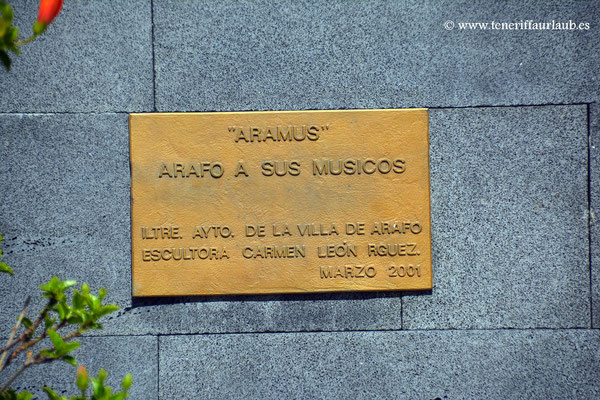 © www.teneriffaurlaub.es
"ARAMUS"
ARAFO A SUS MUSICOS
ILTRE. AYTO. DE LA VILLA DE ARAFO
ESCULTORA CARMEN LEÓN RGUEZ.
MARZO 2001